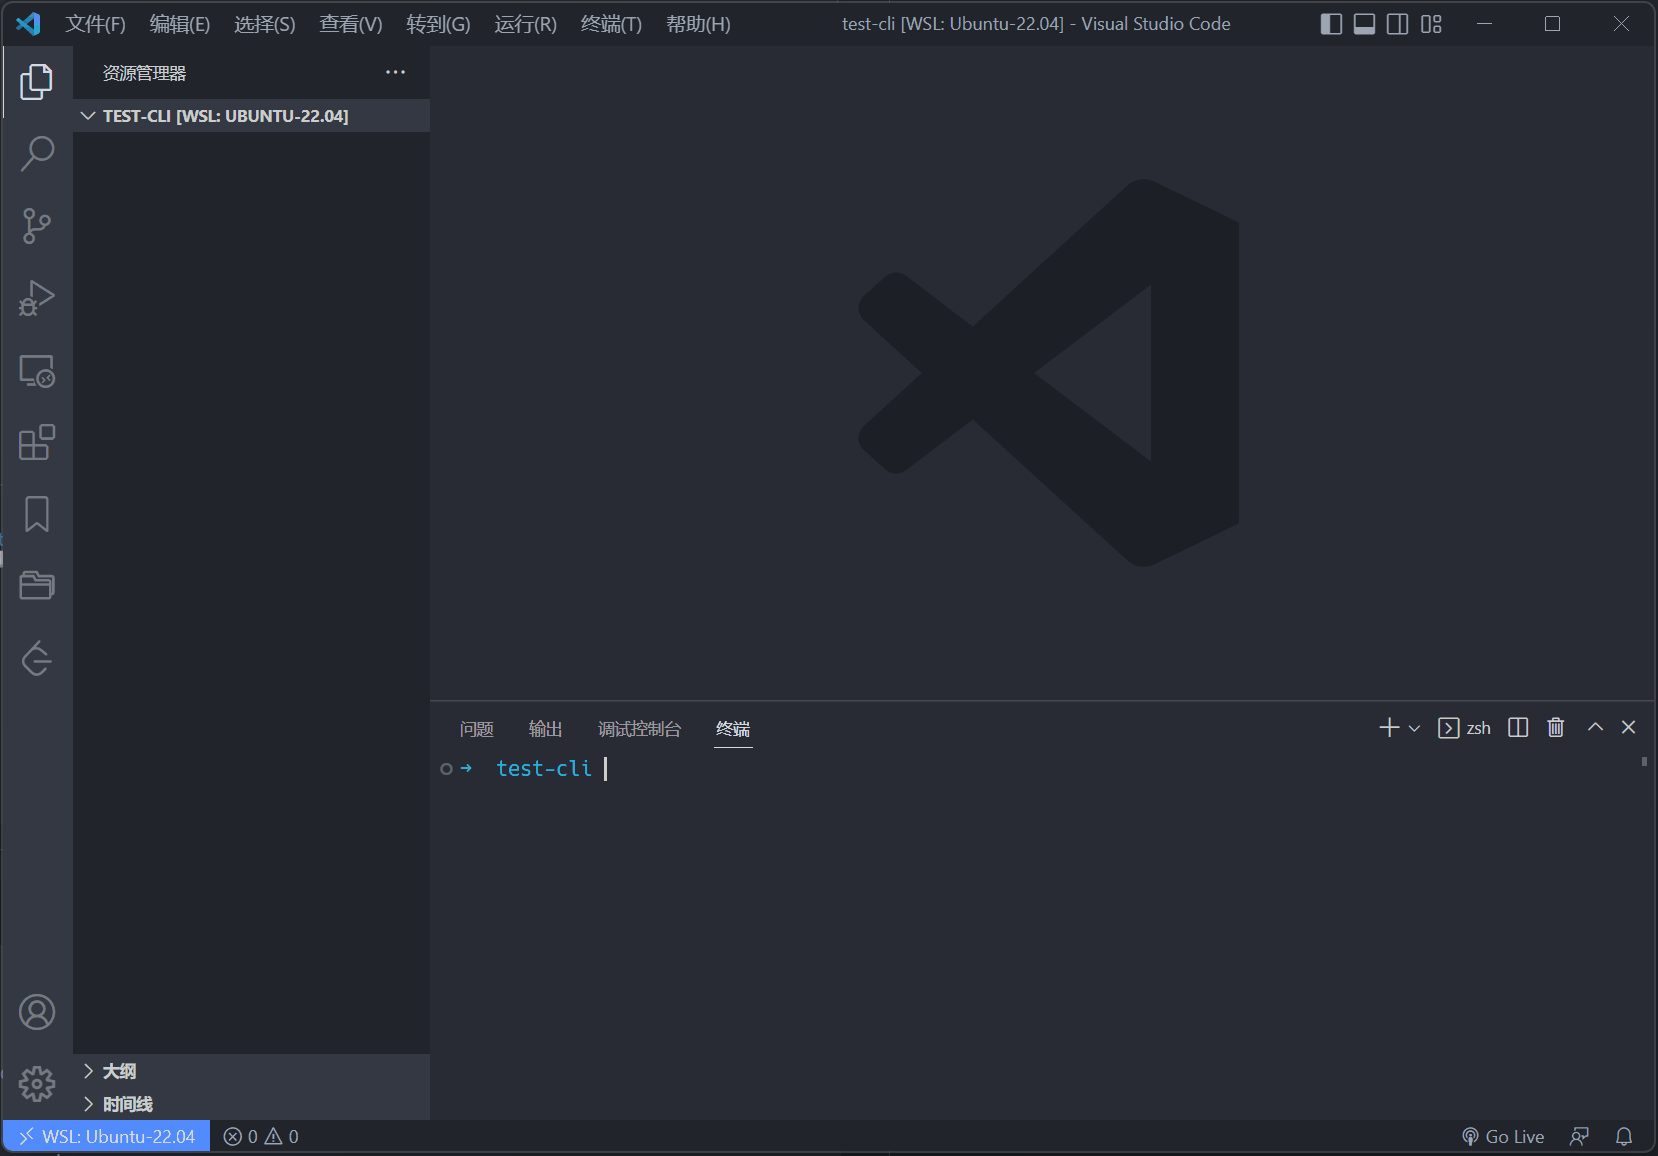 文件(F) 编辑(E) 选择(S) 查看(V) 转到(G) 运行(R) 终端(T) 帮助(H) test-cli [WSL: Ubuntu-22.04] - Visual Studio Code
资源管理器
TEST-CLI [WSL: UBUNTU-22.04]
问题 输出 调试控制台 终端 zsh
test-cli
大纲
时间线
WSL: Ubuntu-22.04 0 0 Go Live